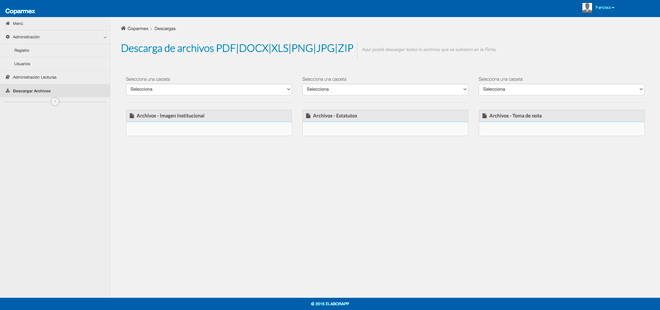 Coparmex
Francisco
Menú
Administración
Registro
Usuarios
Administración Lecturas
Descargar Archivos
Coparmex › Descargas
Descarga de archivos PDF|DOCX|XLS|PNG|JPG|ZIP
Aquí podrá descargar todos lo archivos que se subieron en la Ficha
Selecciona una carpeta
Selecciona una carpeta
Selecciona una carpeta
Selecciona
Selecciona
Selecciona
Archivos - Imagen Institucional
Archivos - Estatutos
Archivos - Toma de nota